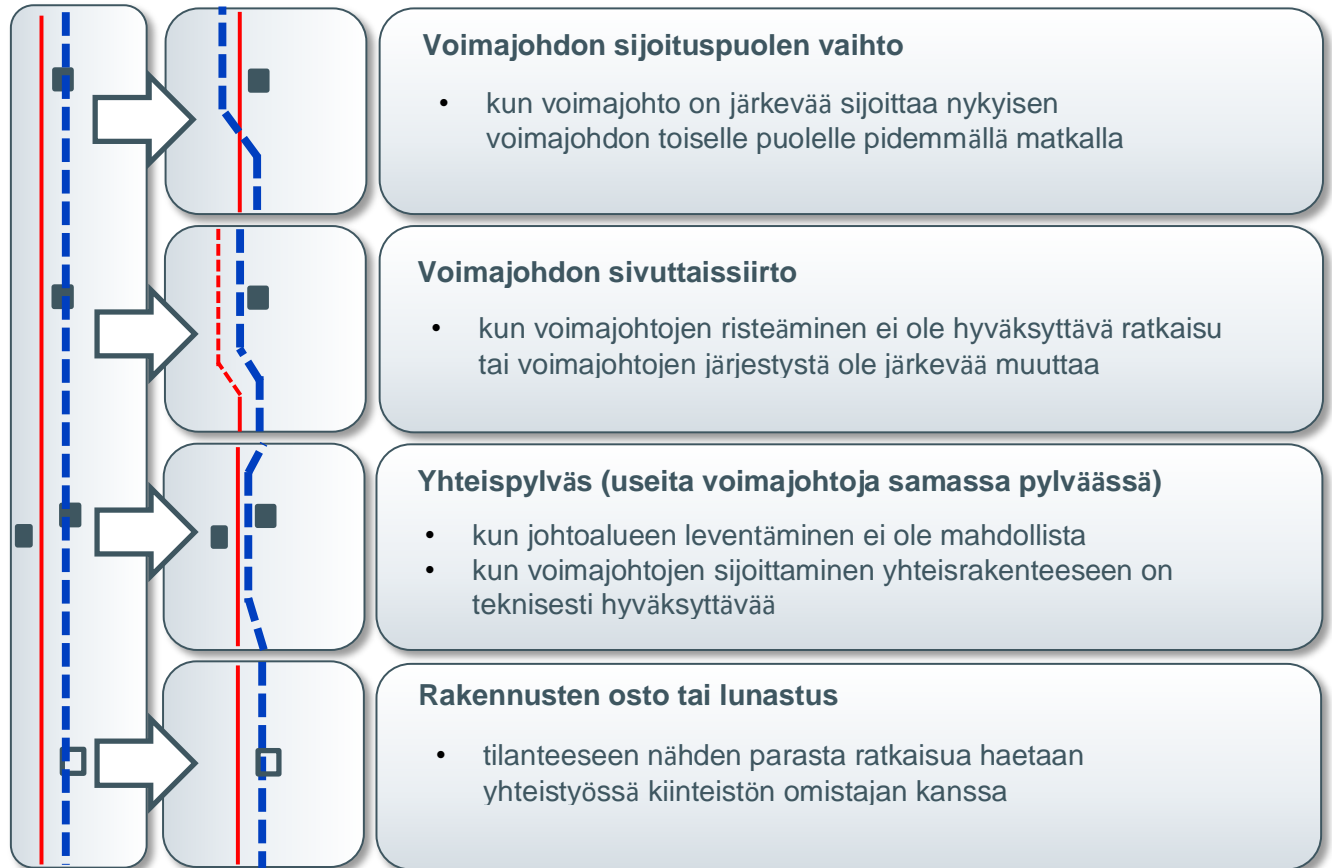 Voimajohdon sijoituspuolen vaihto
• kun voimajohto on järkevää sijoittaa nykyisen
voimajohdon toiselle puolelle pidemmällä matkalla
Voimajohdon sivuttaissiirto
• kun voimajohtojen risteäminen ei ole hyväksyttävä ratkaisu
tai voimajohtojen järjestystä ole järkevää muuttaa
Yhteispylväs (useita voimajohtoja samassa pylväässä)
• kun johtoalueen leventäminen ei ole mahdollista
• kun voimajohtojen sijoittaminen yhteisrakenteeseen on
teknisesti hyväksyttävää
Rakennusten osto tai lunastus
• tilanteeseen nähden parasta ratkaisua haetaan
yhteistyössä kiinteistön omistajan kanssa